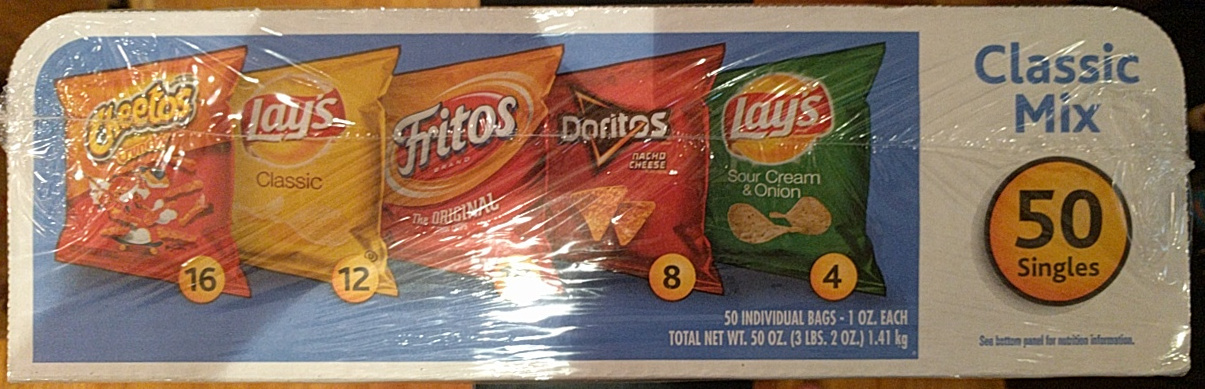 Cheetos
Lay's
Classic
Fritos
BRAND
The ORIGINAL
Doritos
NACHO
CHEESE
Lay's
Sour Cream
& Onion
16
12
8
4
50 INDIVIDUAL BAGS - 1 OZ. EACH
TOTAL NET WT. 50 OZ. (3 LBS. 2 OZ.) 1.41 kg
Classic
Mix
50
Singles
See bottom panel for nutrition information.